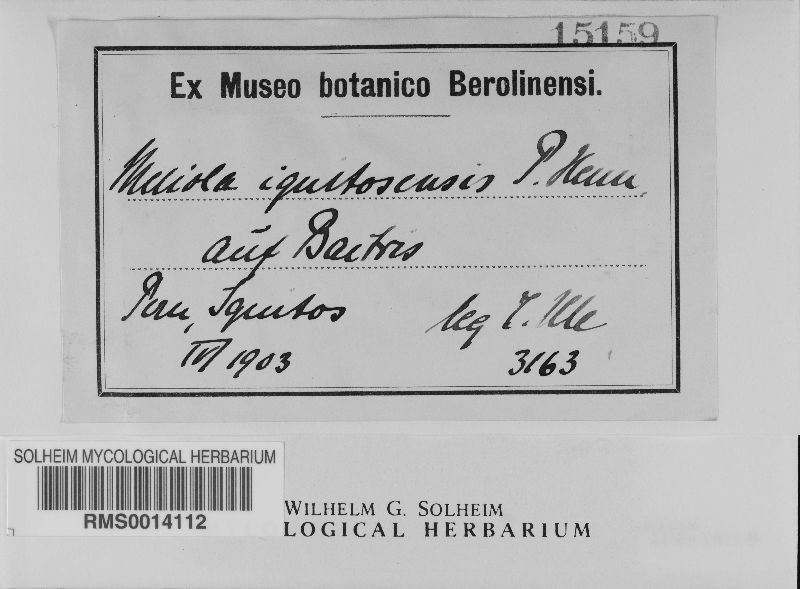 15159
Ex Museo botanico Berolinensi.
Meliola iquitosensis P. Henn.
auf Bactris
Peru, Iquitos leg E. Ule
IV 1903 3163
SOLHEIM MYCOLOGICAL HERBARIUM
RMS0014112
WILHELM G. SOLHEIM
LOGICAL HERBARIUM